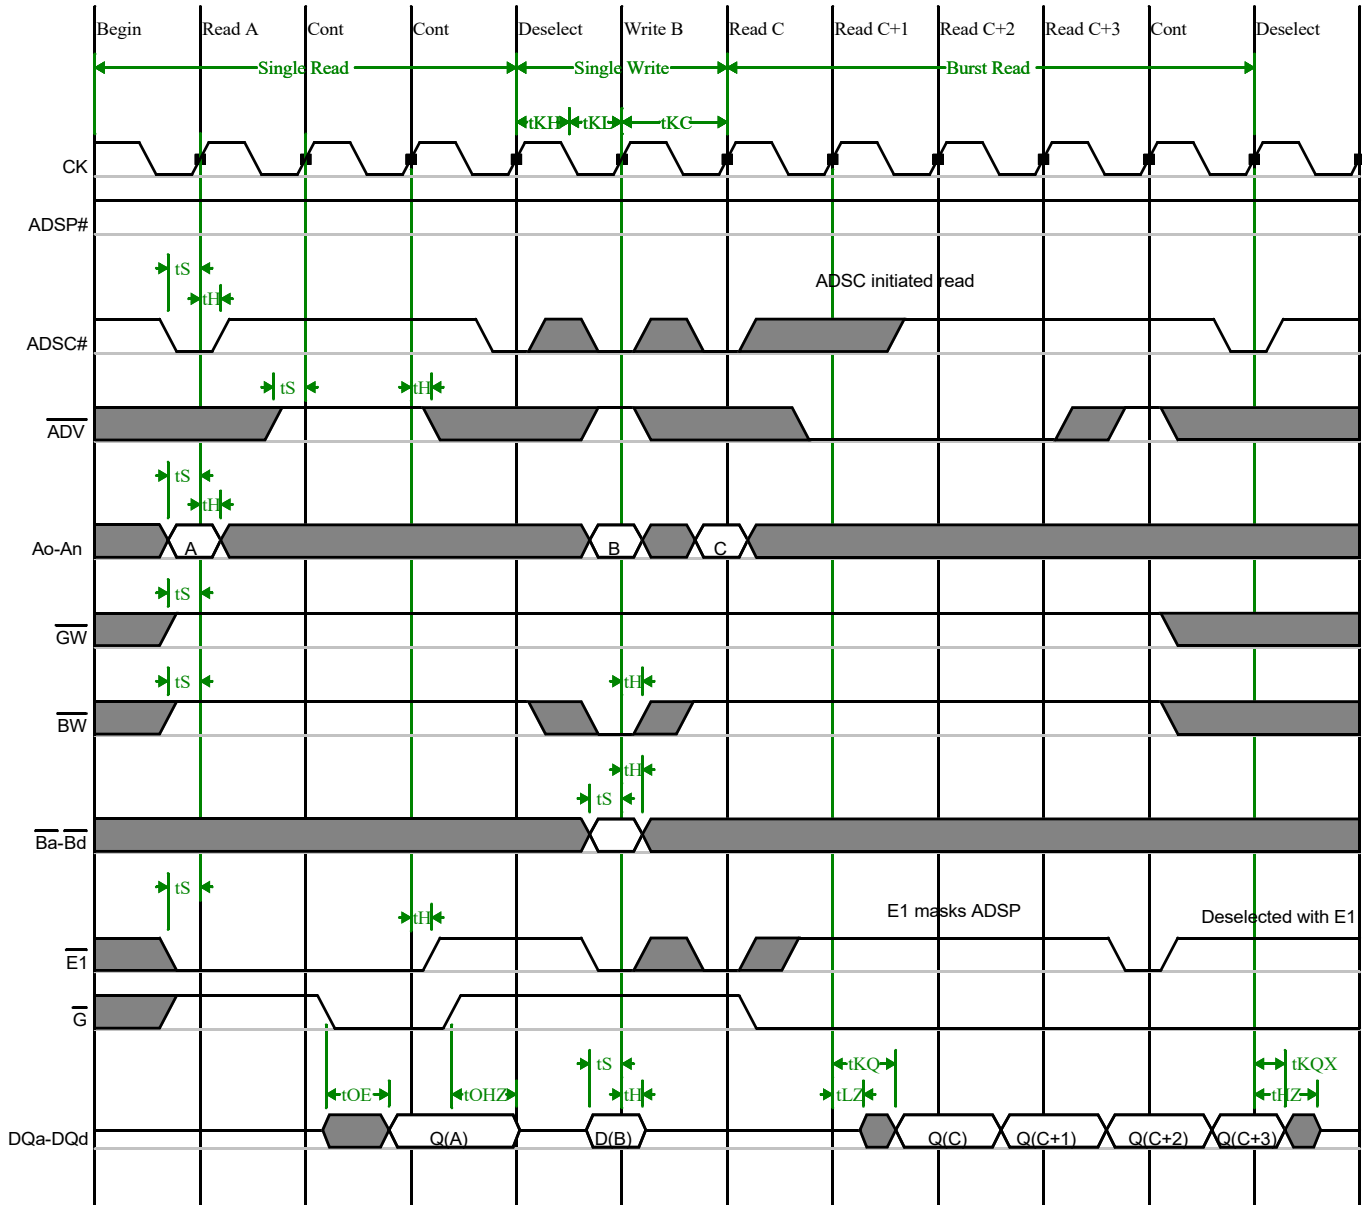 Begin Read A Cont Cont Deselect Write B Read C Read C+1 Read C+2 Read C+3 Cont Deselect
Single Read Single Write Burst Read
tKH tKL tKC
CK
ADSP#
tS
tH
ADSC initiated read
ADSC#
tS tH
ADV
tS
tH
Ao-An A B C
tS
GW
tS tH
BW
tH
tS
Ba-Bd
tS
tH
E1 masks ADSP Deselected with E1
E1
G
tS tKQ tKQX
tOE tOHZ tH tLZ tHZ
DQa-DQd Q(A) D(B) Q(C) Q(C+1) Q(C+2) Q(C+3)